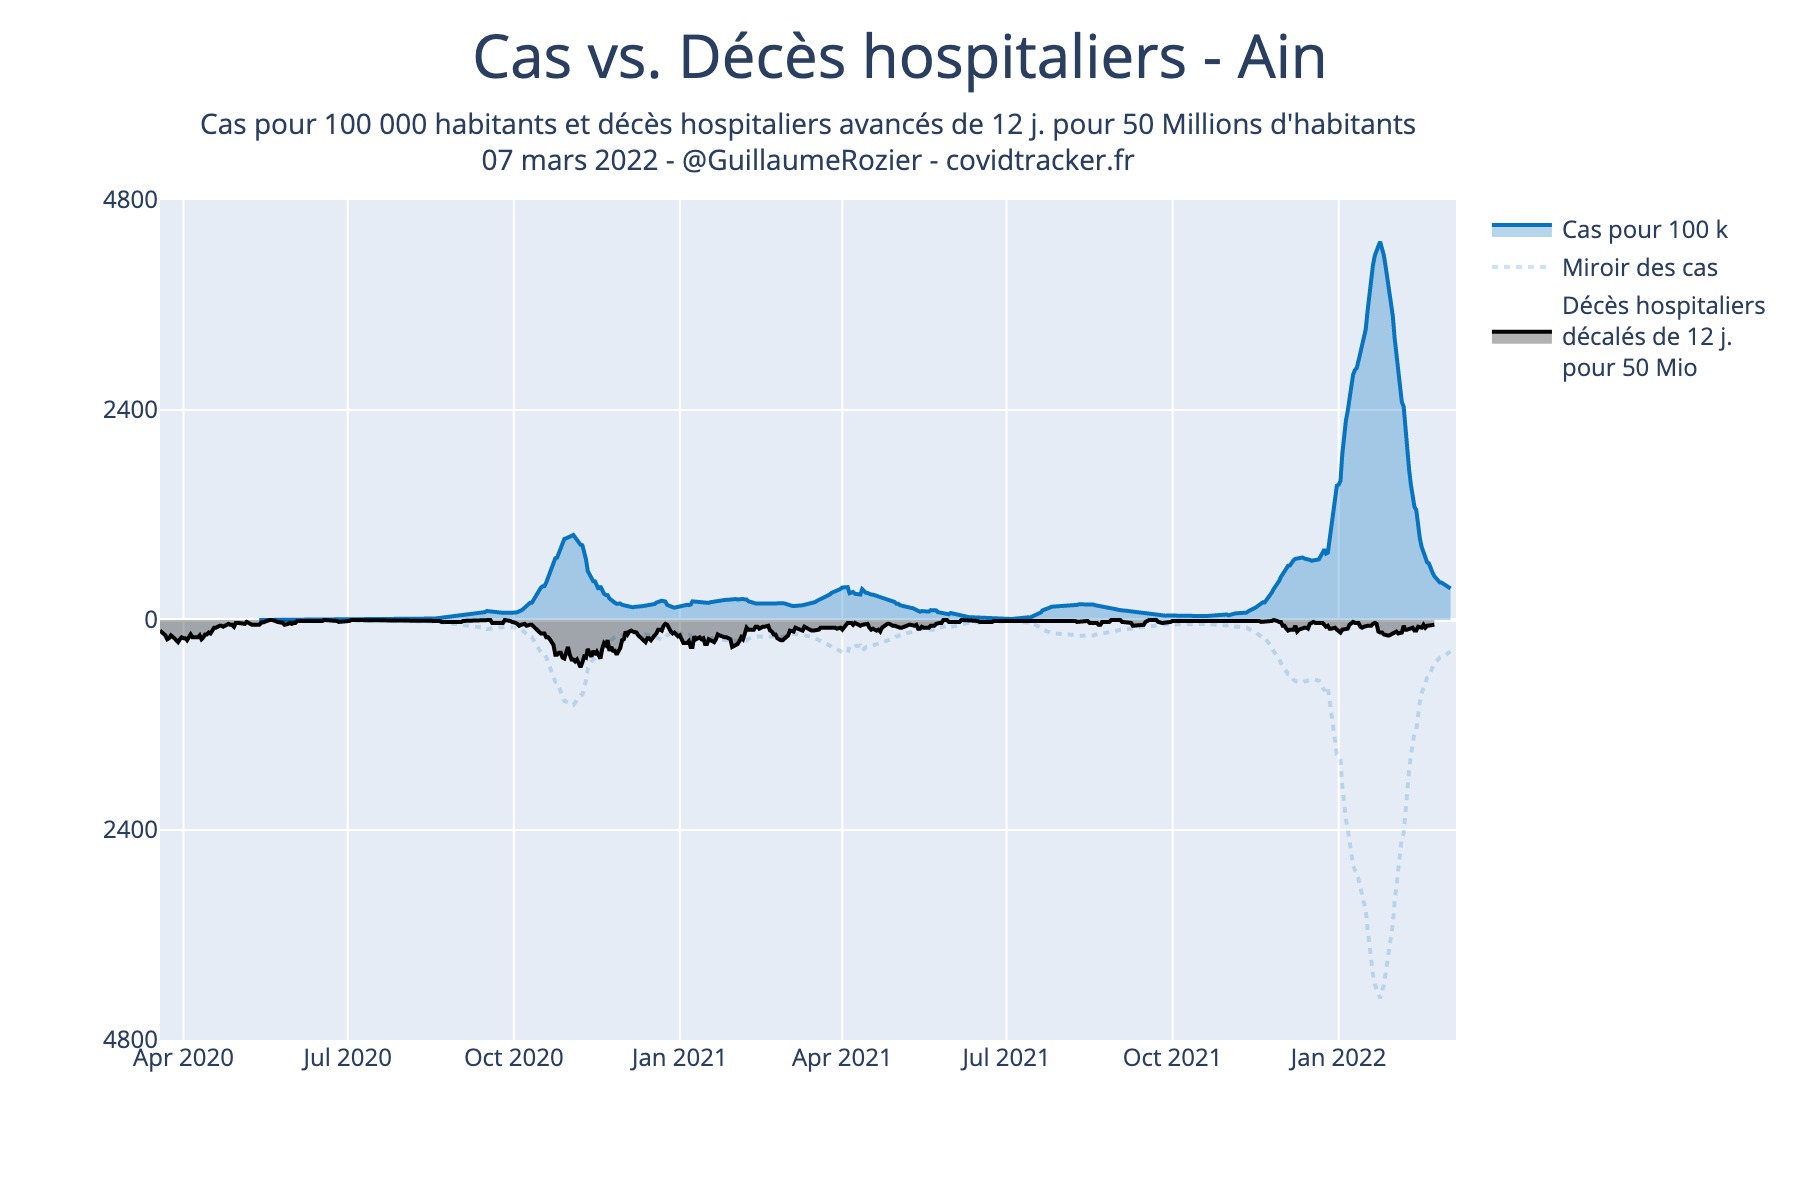 Cas vs. Décès hospitaliers - Ain
Cas pour 100 000 habitants et décès hospitaliers avancés de 12 j. pour 50 Millions d'habitants
07 mars 2022 - @GuillaumeRozier - covidtracker.fr
4800
2400
0
2400
4800
Apr 2020
Jul 2020
Oct 2020
Jan 2021
Apr 2021
Jul 2021
Oct 2021
Jan 2022
Cas pour 100 k
Miroir des cas
Décès hospitaliers
décalés de 12 j.
pour 50 Mio